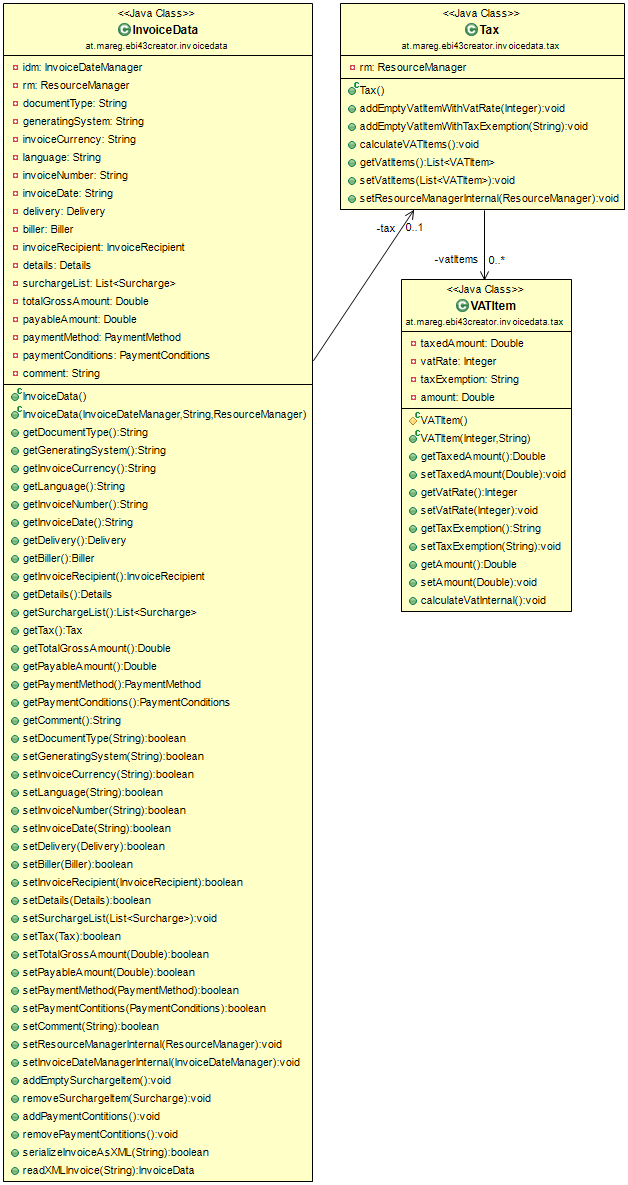 <<Java Class>>
InvoiceData
at.mareg.ebi43creator.invoicedata
idm: InvoiceDateManager
rm: ResourceManager
documentType: String
generatingSystem: String
invoiceCurrency: String
language: String
invoiceNumber: String
invoiceDate: String
delivery: Delivery
biller: Biller
invoiceRecipient: InvoiceRecipient
details: Details
surchargeList: List<Surcharge>
totalGrossAmount: Double
payableAmount: Double
paymentMethod: PaymentMethod
paymentConditions: PaymentConditions
comment: String
InvoiceData()
InvoiceData(InvoiceDateManager,String,ResourceManager)
getDocumentType():String
getGeneratingSystem():String
getInvoiceCurrency():String
getLanguage():String
getInvoiceNumber():String
getInvoiceDate():String
getDelivery():Delivery
getBiller():Biller
getInvoiceRecipient():InvoiceRecipient
getDetails():Details
getSurchargeList():List<Surcharge>
getTax():Tax
getTotalGrossAmount():Double
getPayableAmount():Double
getPaymentMethod():PaymentMethod
getPaymentConditions():PaymentConditions
getComment():String
setDocumentType(String):boolean
setGeneratingSystem(String):boolean
setInvoiceCurrency(String):boolean
setLanguage(String):boolean
setInvoiceNumber(String):boolean
setInvoiceDate(String):boolean
setDelivery(Delivery):boolean
setBiller(Biller):boolean
setInvoiceRecipient(InvoiceRecipient):boolean
setDetails(Details):boolean
setSurchargeList(List<Surcharge>):void
setTax(Tax):boolean
setTotalGrossAmount(Double):boolean
setPayableAmount(Double):boolean
setPaymentMethod(PaymentMethod):boolean
setPaymentContitions(PaymentConditions):boolean
setComment(String):boolean
setResourceManagerInternal(ResourceManager):void
setInvoiceDateManagerInternal(InvoiceDateManager):void
addEmptySurchargeItem():void
removeSurchargeItem(Surcharge):void
addPaymentContitions():void
removePaymentContitions():void
serializeInvoiceAsXML(String):boolean
readXMLInvoice(String):InvoiceData
<<Java Class>>
Tax
at.mareg.ebi43creator.invoicedata.tax
rm: ResourceManager
Tax()
addEmptyVatItemWithVatRate(Integer):void
addEmptyVatItemWithTaxExemption(String):void
calculateVATItems():void
getVatItems():List<VATItem>
setVatItems(List<VATItem>):void
setResourceManagerInternal(ResourceManager):void
-tax 0..1
-vatItems 0..*
<<Java Class>>
VATItem
at.mareg.ebi43creator.invoicedata.tax
taxedAmount: Double
vatRate: Integer
taxExemption: String
amount: Double
VATItem()
VATItem(Integer,String)
getTaxedAmount():Double
setTaxedAmount(Double):void
getVatRate():Integer
setVatRate(Integer):void
getTaxExemption():String
setTaxExemption(String):void
getAmount():Double
setAmount(Double):void
calculateVatInternal():void